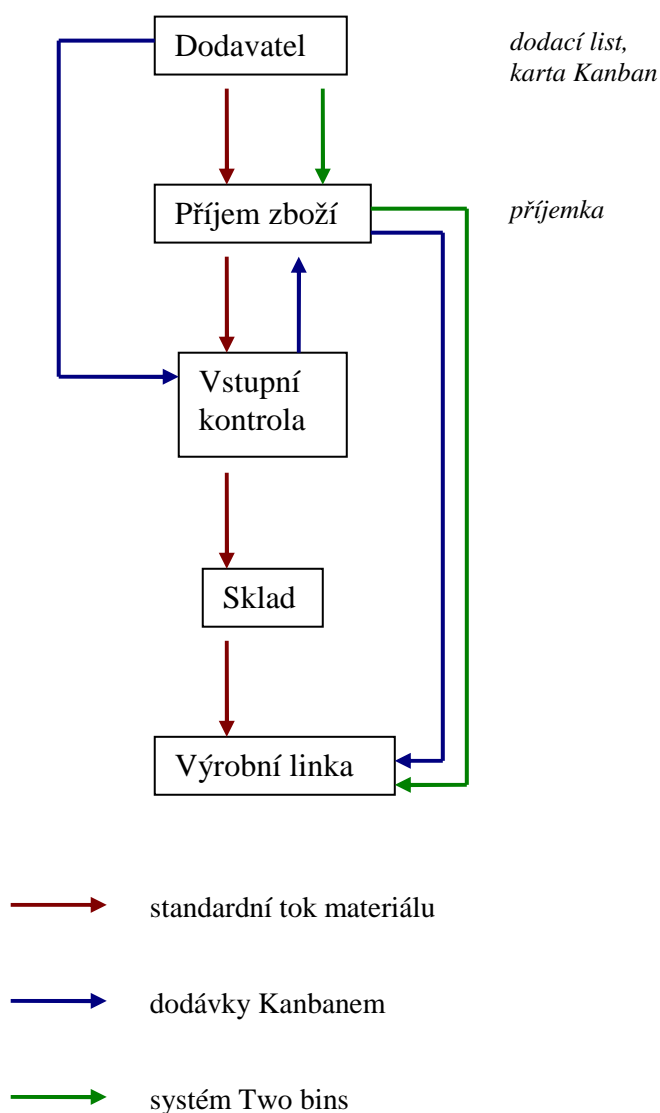 Dodavatel
dodací list,
karta Kanban
Příjem zboží
příjemka
Vstupní
kontrola
Sklad
Výrobní linka
standardní tok materiálu
dodávky Kanbanem
systém Two bins